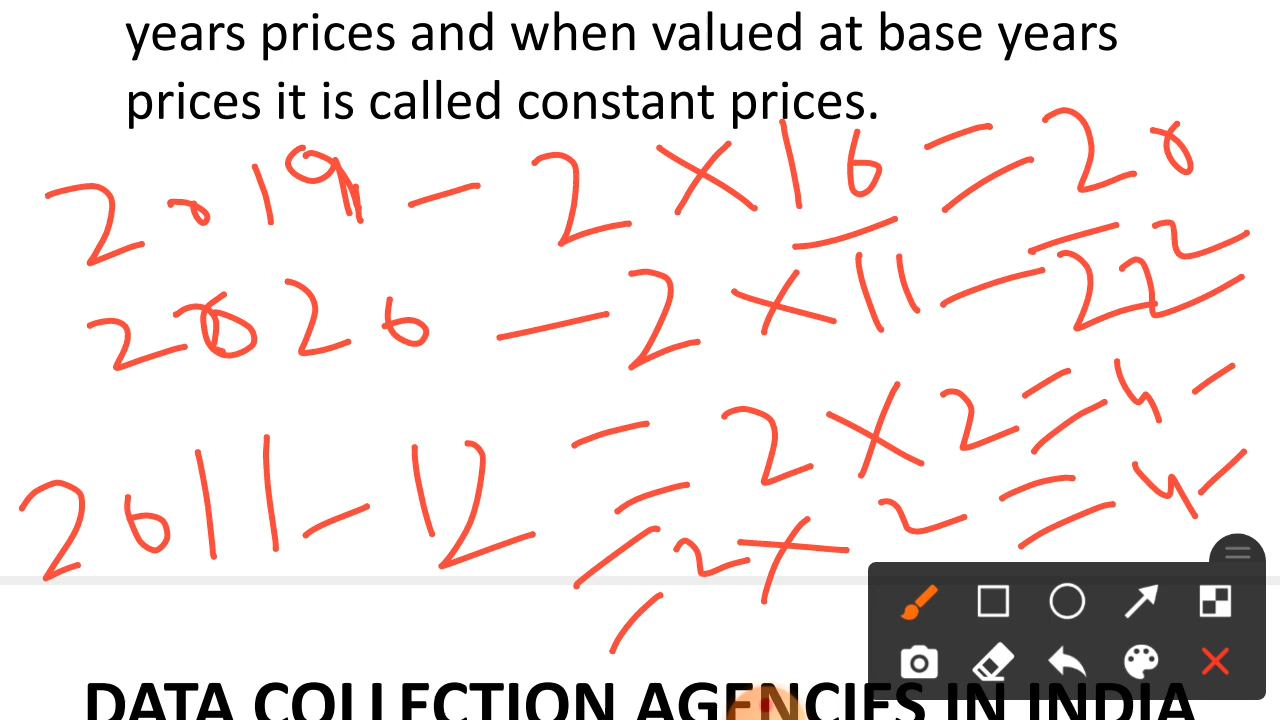 years prices and when valued at base years
prices it is called constant prices.
2019 - 2 × 10 = 20
2020 - 2 × 11 - 22
2011-12 = 2 × 2 = 4 -
= 2 × 2 = 4 -
DATA COLLECTION AGENCIES IN INDIA